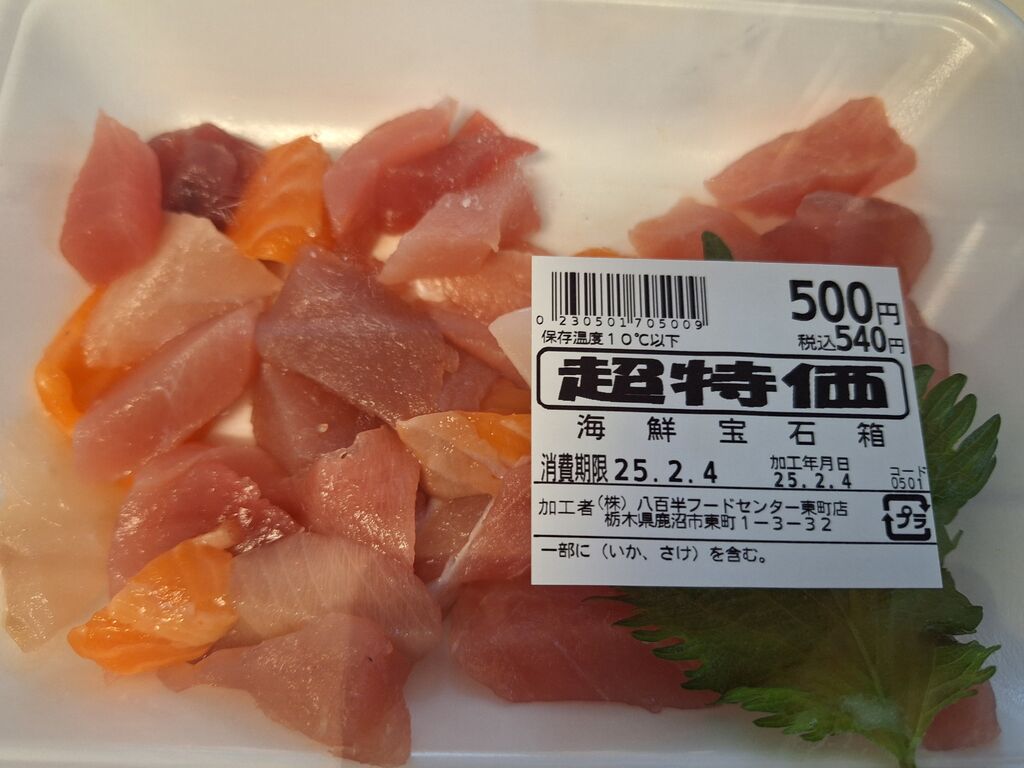 500円
0 230501 705009
保存温度10℃以下
税込540円
超特価
海鮮宝石箱
消費期限 25.2.4
加工年月日
25.2.4
コード
0501
加工者 (株) 八百半フードセンター東町店
栃木県鹿沼市東町1-3-32
プラ
一部に(いか、さけ)を含む。